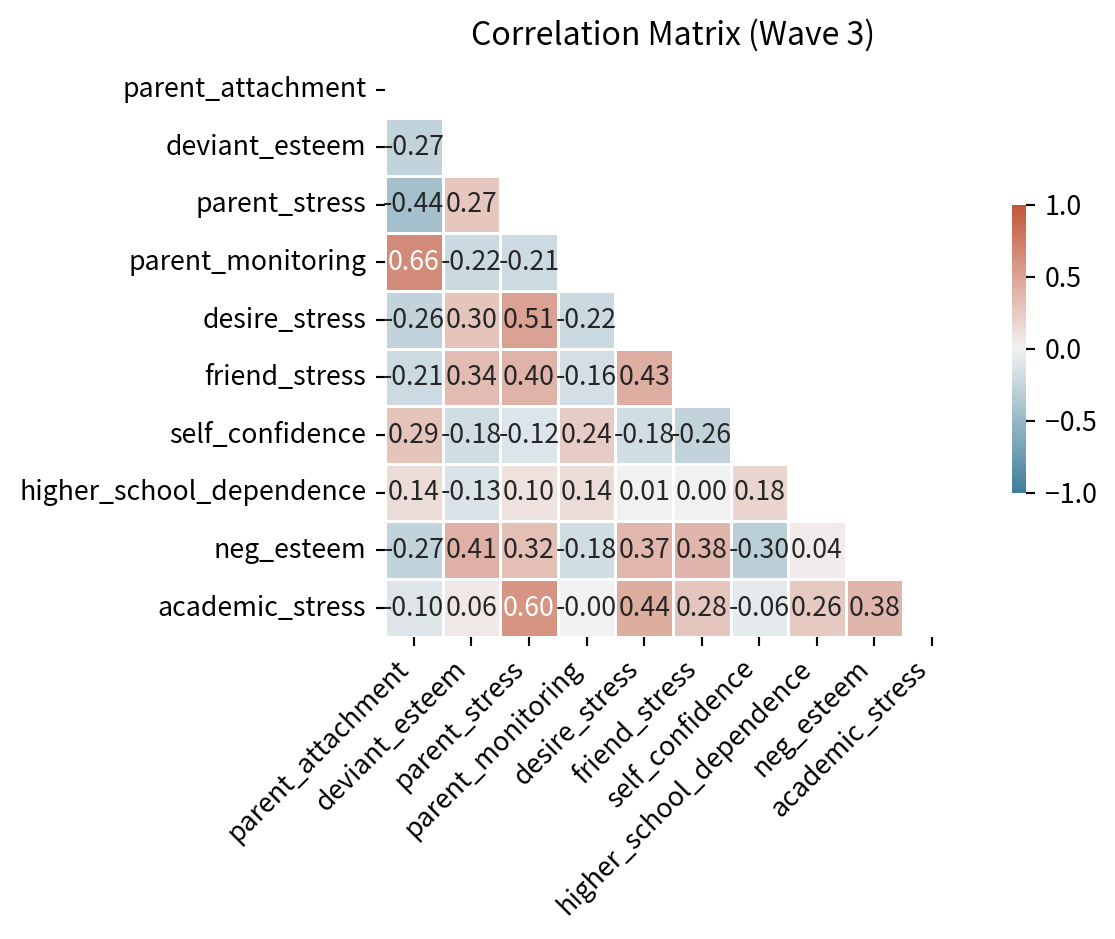 Correlation Matrix (Wave 3)
parent_attachment
deviant_esteem -0.27
parent_stress -0.44 0.27
parent_monitoring 0.66 -0.22 -0.21
desire_stress -0.26 0.30 0.51 -0.22
friend_stress -0.21 0.34 0.40 -0.16 0.43
self_confidence 0.29 -0.18 -0.12 0.24 -0.18 -0.26
higher_school_dependence 0.14 -0.13 0.10 0.14 0.01 0.00 0.18
neg_esteem -0.27 0.41 0.32 -0.18 0.37 0.38 -0.30 0.04
academic_stress -0.10 0.06 0.60 -0.00 0.44 0.28 -0.06 0.26 0.38
parent_attachment
deviant_esteem
parent_stress
parent_monitoring
desire_stress
friend_stress
self_confidence
higher_school_dependence
neg_esteem
academic_stress
1.0
0.5
0.0
−0.5
−1.0